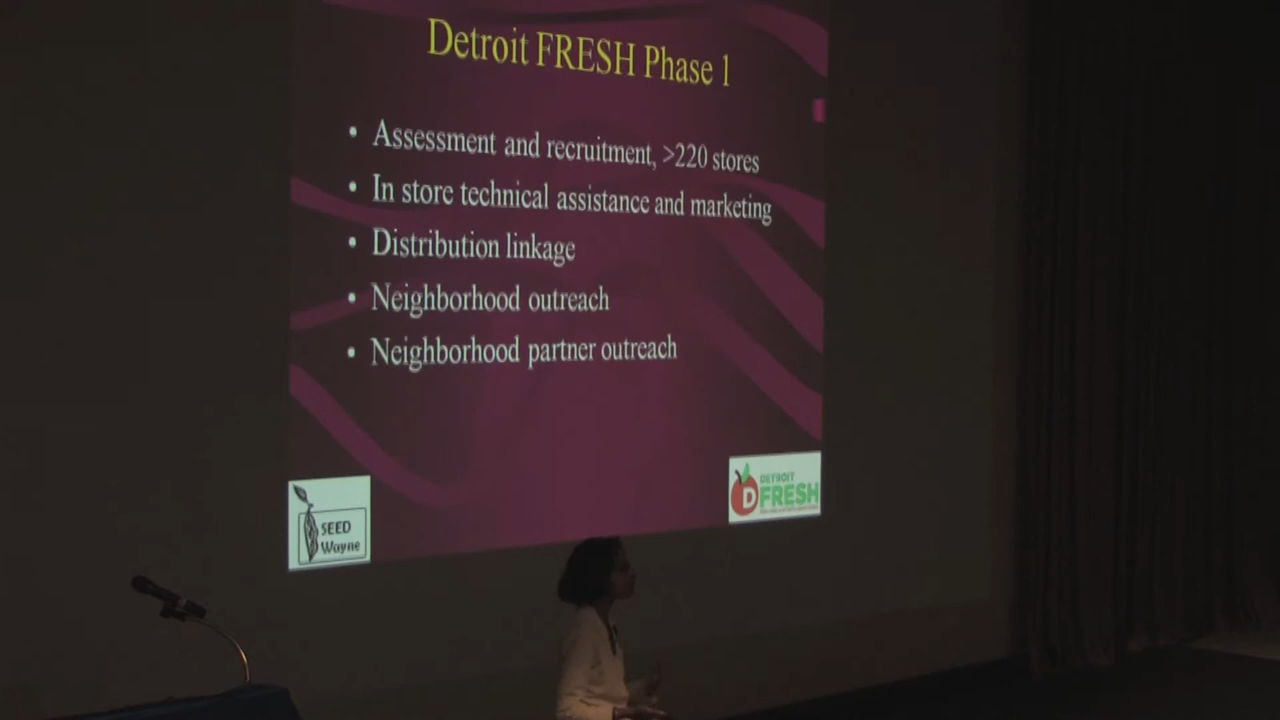 Detroit FRESH Phase 1
• Assessment and recruitment, >220 stores
• In store technical assistance and marketing
• Distribution linkage
• Neighborhood outreach
• Neighborhood partner outreach
SEED
Wayne
DETROIT
D FRESH